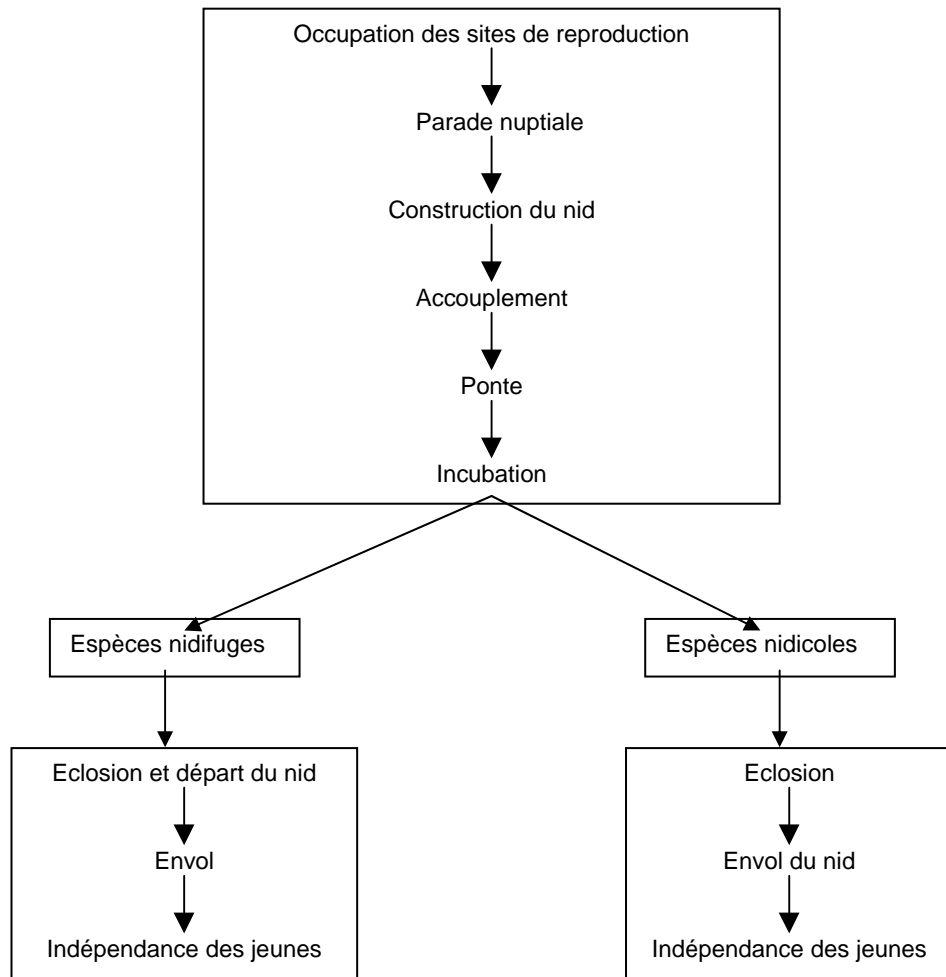 Occupation des sites de reproduction
Parade nuptiale
Construction du nid
Accouplement
Ponte
Incubation
Espèces nidifuges
Espèces nidicoles
Eclosion et départ du nid
Envol
Indépendance des jeunes
Eclosion
Envol du nid
Indépendance des jeunes